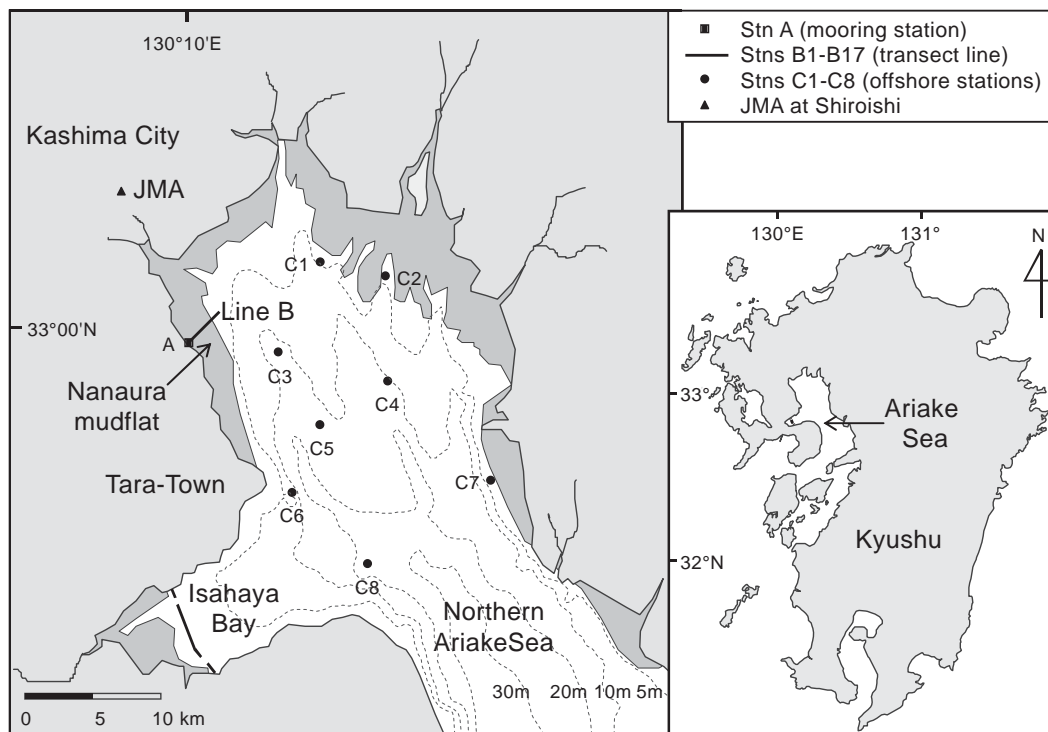 130°10'E
Stn A (mooring station)
Stns B1-B17 (transect line)
Stns C1-C8 (offshore stations)
JMA at Shiroishi
Kashima City
JMA
C1
C2
Line B
33°00'N
A
C3
Nanaura
mudflat
C4
C5
Tara-Town
C7
C6
C8
Isahaya
Bay
Northern
AriakeSea
30m 20m 10m 5m
0 5 10 km
130°E 131°
N
33°
Ariake
Sea
Kyushu
32°N